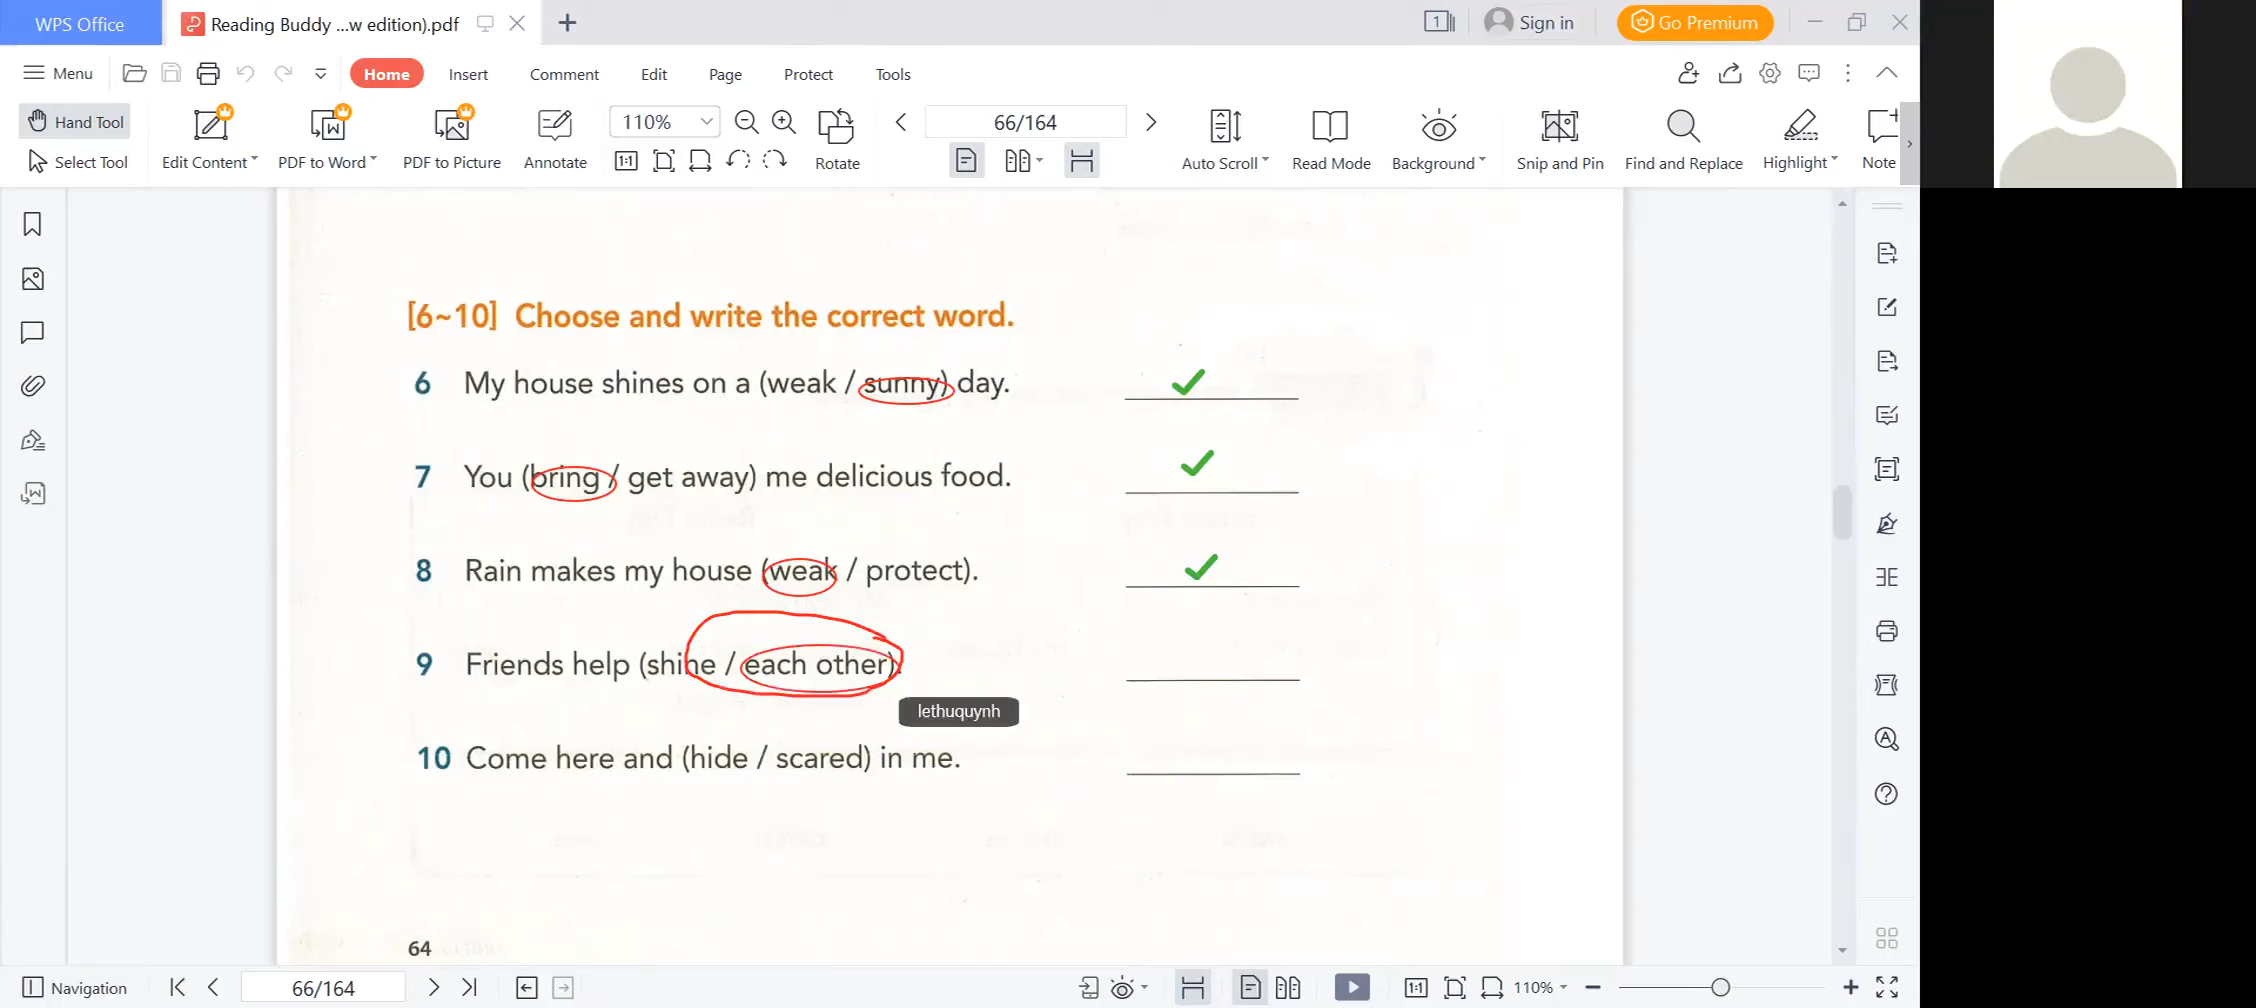 WPS Office
Reading Buddy ...w edition).pdf
1
Sign in
Go Premium
Menu
Home
Insert
Comment
Edit
Page
Protect
Tools
Hand Tool
Select Tool
Edit Content
PDF to Word
PDF to Picture
Annotate
110%
1:1
Rotate
66/164
Auto Scroll
Read Mode
Background
Snip and Pin
Find and Replace
Highlight
Note
[6~10] Choose and write the correct word.
6 My house shines on a (weak / sunny) day.
7 You (bring / get away) me delicious food.
8 Rain makes my house (weak / protect).
9 Friends help (shine / each other).
lethuquynh
10 Come here and (hide / scared) in me.
64
Navigation
66/164
1:1
110%